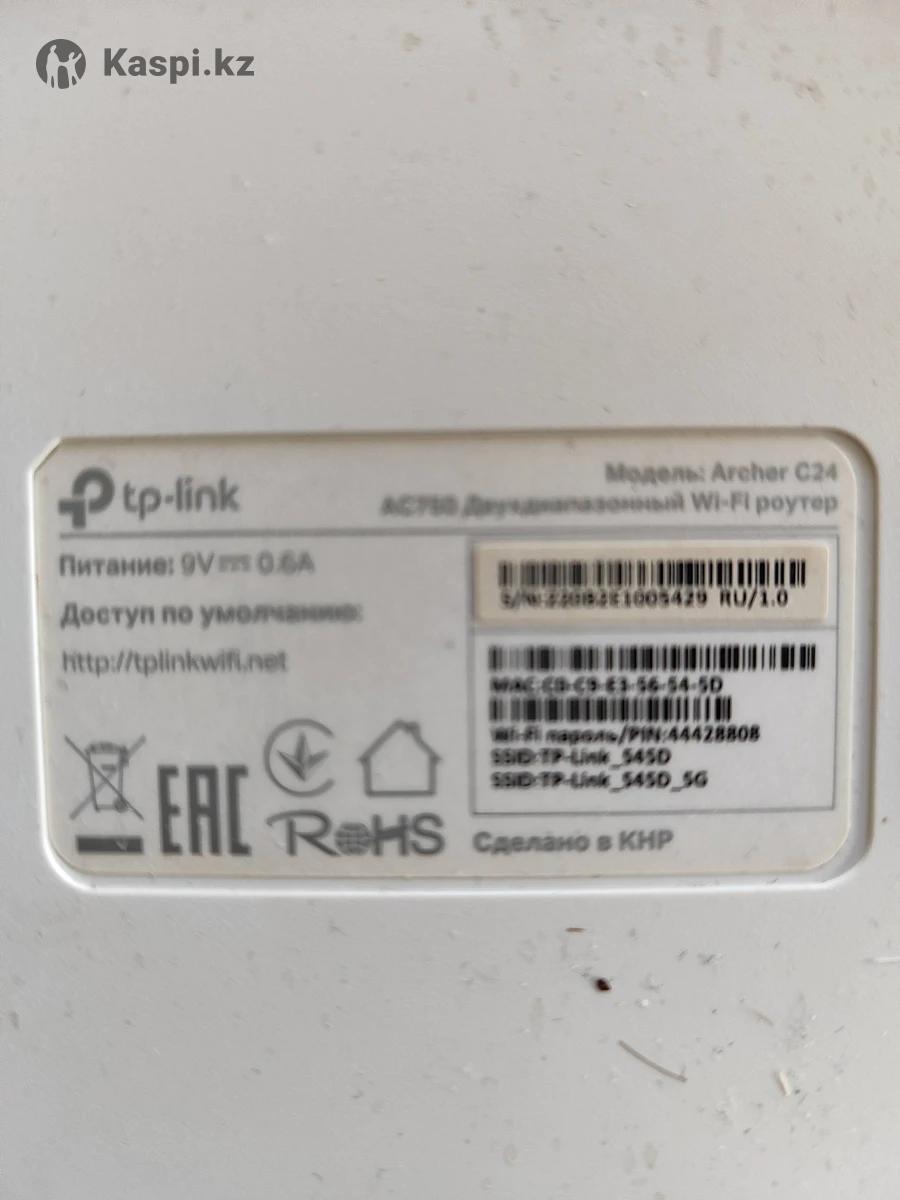 Kaspi.kz
tp-link
Модель: Archer C24
AC750 Двухдиапазонный Wi-Fi роутер
Питание: 9V 0.6A
Доступ по умолчанию:
http://tplinkwifi.net
S/N:220B2E1005429 RU/1.0
MAC:C0-C9-E3-56-54-5D
Wi-Fi пароль/PIN:44428808
SSID:TP-Link_545D
SSID:TP-Link_545D_5G
EAC
RoHS
Сделано в КНР